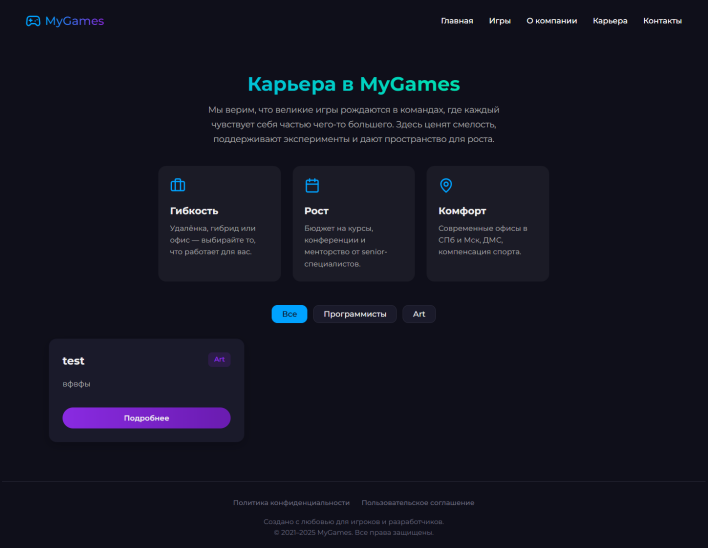 MyGames
Главная Игры О компании Карьера Контакты
Карьера в MyGames
Мы верим, что великие игры рождаются в командах, где каждый
чувствует себя частью чего-то большего. Здесь ценят смелость,
поддерживают эксперименты и дают пространство для роста.
Гибкость
Удалёнка, гибрид или
офис — выбирайте то,
что работает для вас.
Рост
Бюджет на курсы,
конференции и
менторство от senior-
специалистов.
Комфорт
Современные офисы в
СПб и Мск, ДМС,
компенсация спорта.
Все Программисты Art
test
Art
вфвфы
Подробнее
Политика конфиденциальности Пользовательское соглашение
Создано с любовью для игроков и разработчиков.
© 2021–2025 MyGames. Все права защищены.